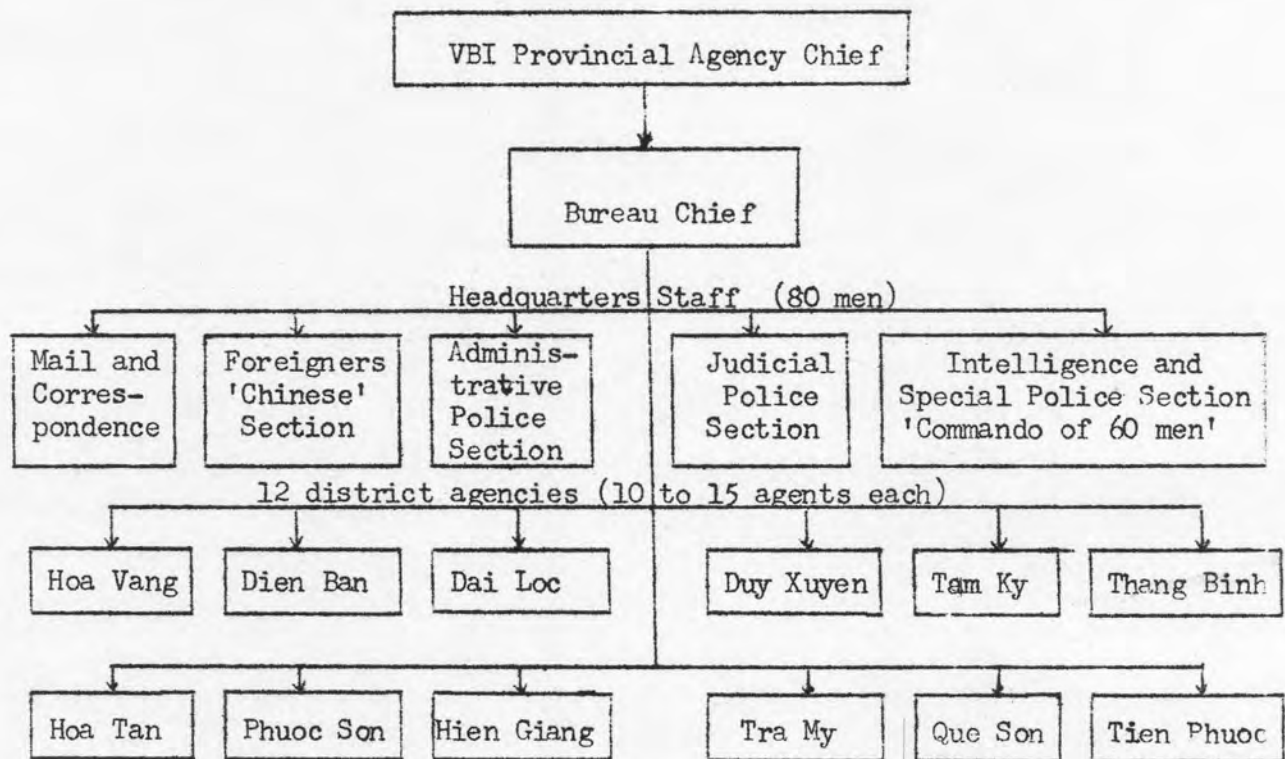 VBI Provincial Agency Chief
Bureau Chief
Headquarters Staff (80 men)
Mail and
Corres-
pondence
Foreigners
'Chinese'
Section
Adminis-
trative
Police
Section
Judicial
Police
Section
Intelligence and
Special Police Section
'Commando of 60 men'
12 district agencies (10 to 15 agents each)
Hoa Vang
Dien Ban
Dai Loc
Duy Xuyen
Tam Ky
Thang Binh
Hoa Tan
Phuoc Son
Hien Giang
Tra My
Que Son
Tien Phuoc